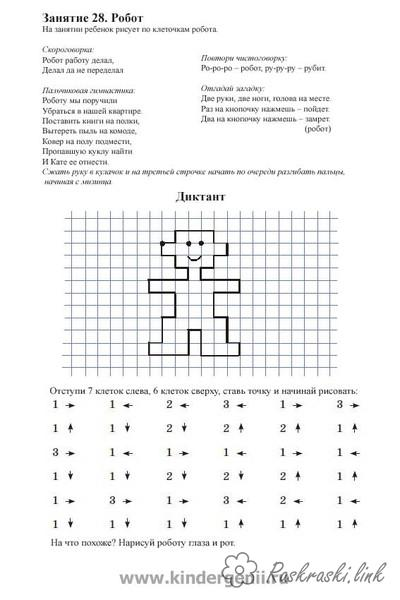 Занятие 28. Робот
На занятии ребенок рисует по клеточкам робота.
Скороговорка:
Робот работу делал,
Делал да не переделал
Пальчиковая гимнастика:
Роботу мы поручили
Убраться в нашей квартире.
Поставить книги на полки,
Вытереть пыль на комоде,
Ковер на полу подмести,
Пропавшую куклу найти
И Кате ее отнести.
Повтори чистоговорку:
Ро-ро-ро – робот, ру-ру-ру – рубит.
Отгадай загадку:
Две руки, две ноги, голова на месте.
Раз на кнопочку нажмешь – пойдет.
Два на кнопочку нажмешь – замрет.
(робот)
Сжать руку в кулачок и на третьей строчке начать по очереди разгибать пальцы,
начиная с мизинца.
Диктант
Отступи 7 клеток слева, 6 клеток сверху, ставь точку и начинай рисовать:
1 → 1 ← 2 ← 3 ← 1 → 3 →
1 ↑ 1 ↓ 2 ↓ 2 ↑ 2 ↑ 1 ↑
3 → 1 ← 1 → 1 ← 1 → 1 ←
1 ↓ 2 ↓ 2 ↓ 2 ↑ 2 ↑ 1 ↑
1 → 3 → 1 → 3 ← 2 ← 1 ←
1 ↓ 1 ↓ 1 ↓ 1 ↓ 1 ↑ 1 ↑
На что похоже? Нарисуй роботу глаза и рот.
www.kindergenii.ru
Raskraski.link